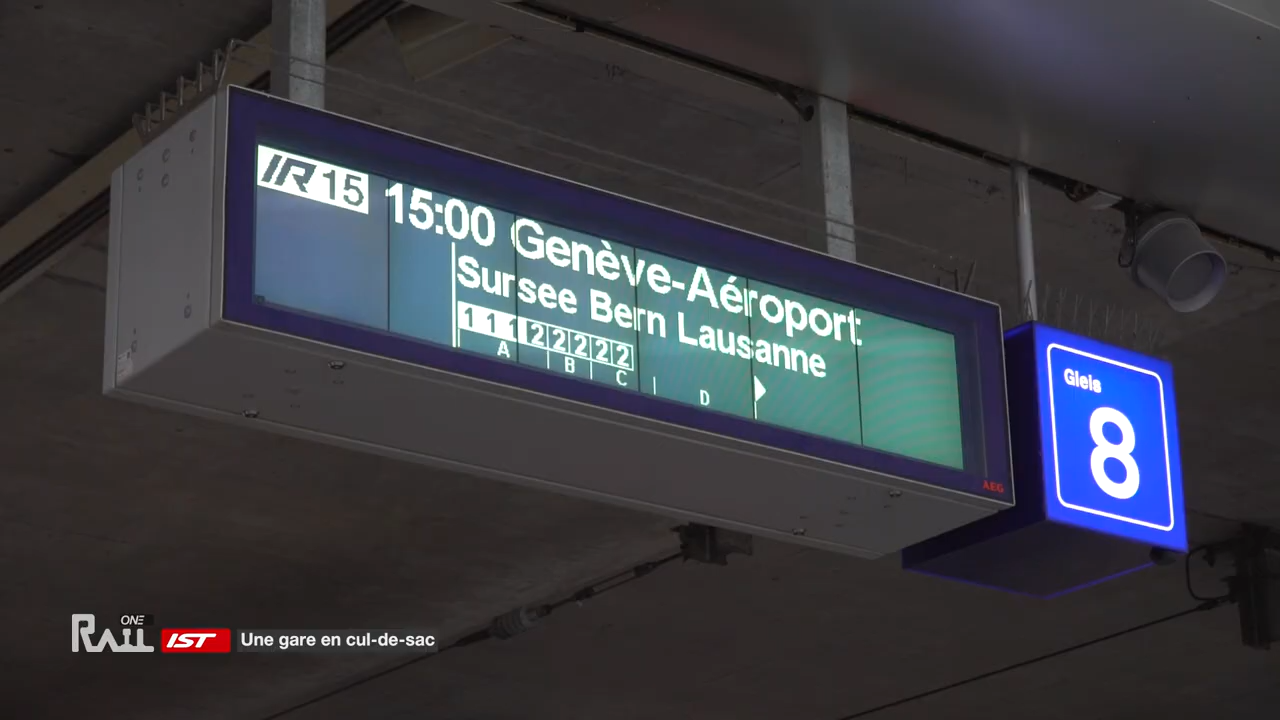 IR 15 15:00 Genève-Aéroport
Sursee Bern Lausanne
1 1 1 2 2 2 2 2
A B C D
AEG
Gleis
8
RAIL ONE IST Une gare en cul-de-sac